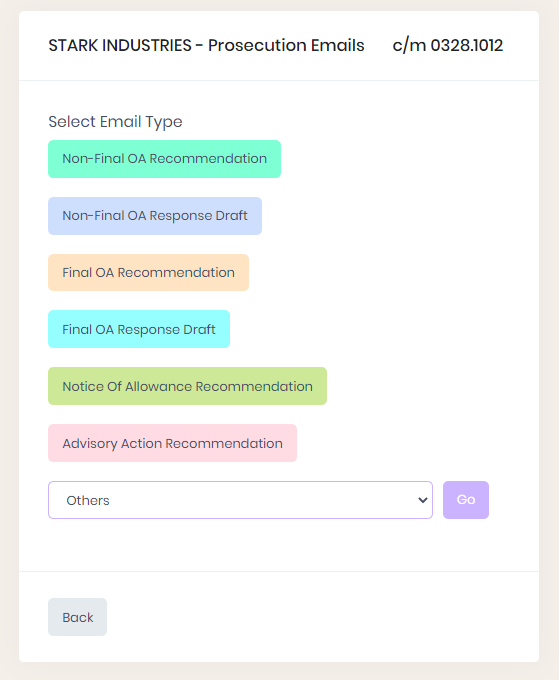 STARK INDUSTRIES - Prosecution Emails c/m 0328.1012
Select Email Type
Non-Final OA Recommendation
Non-Final OA Response Draft
Final OA Recommendation
Final OA Response Draft
Notice Of Allowance Recommendation
Advisory Action Recommendation
Others Go
Back